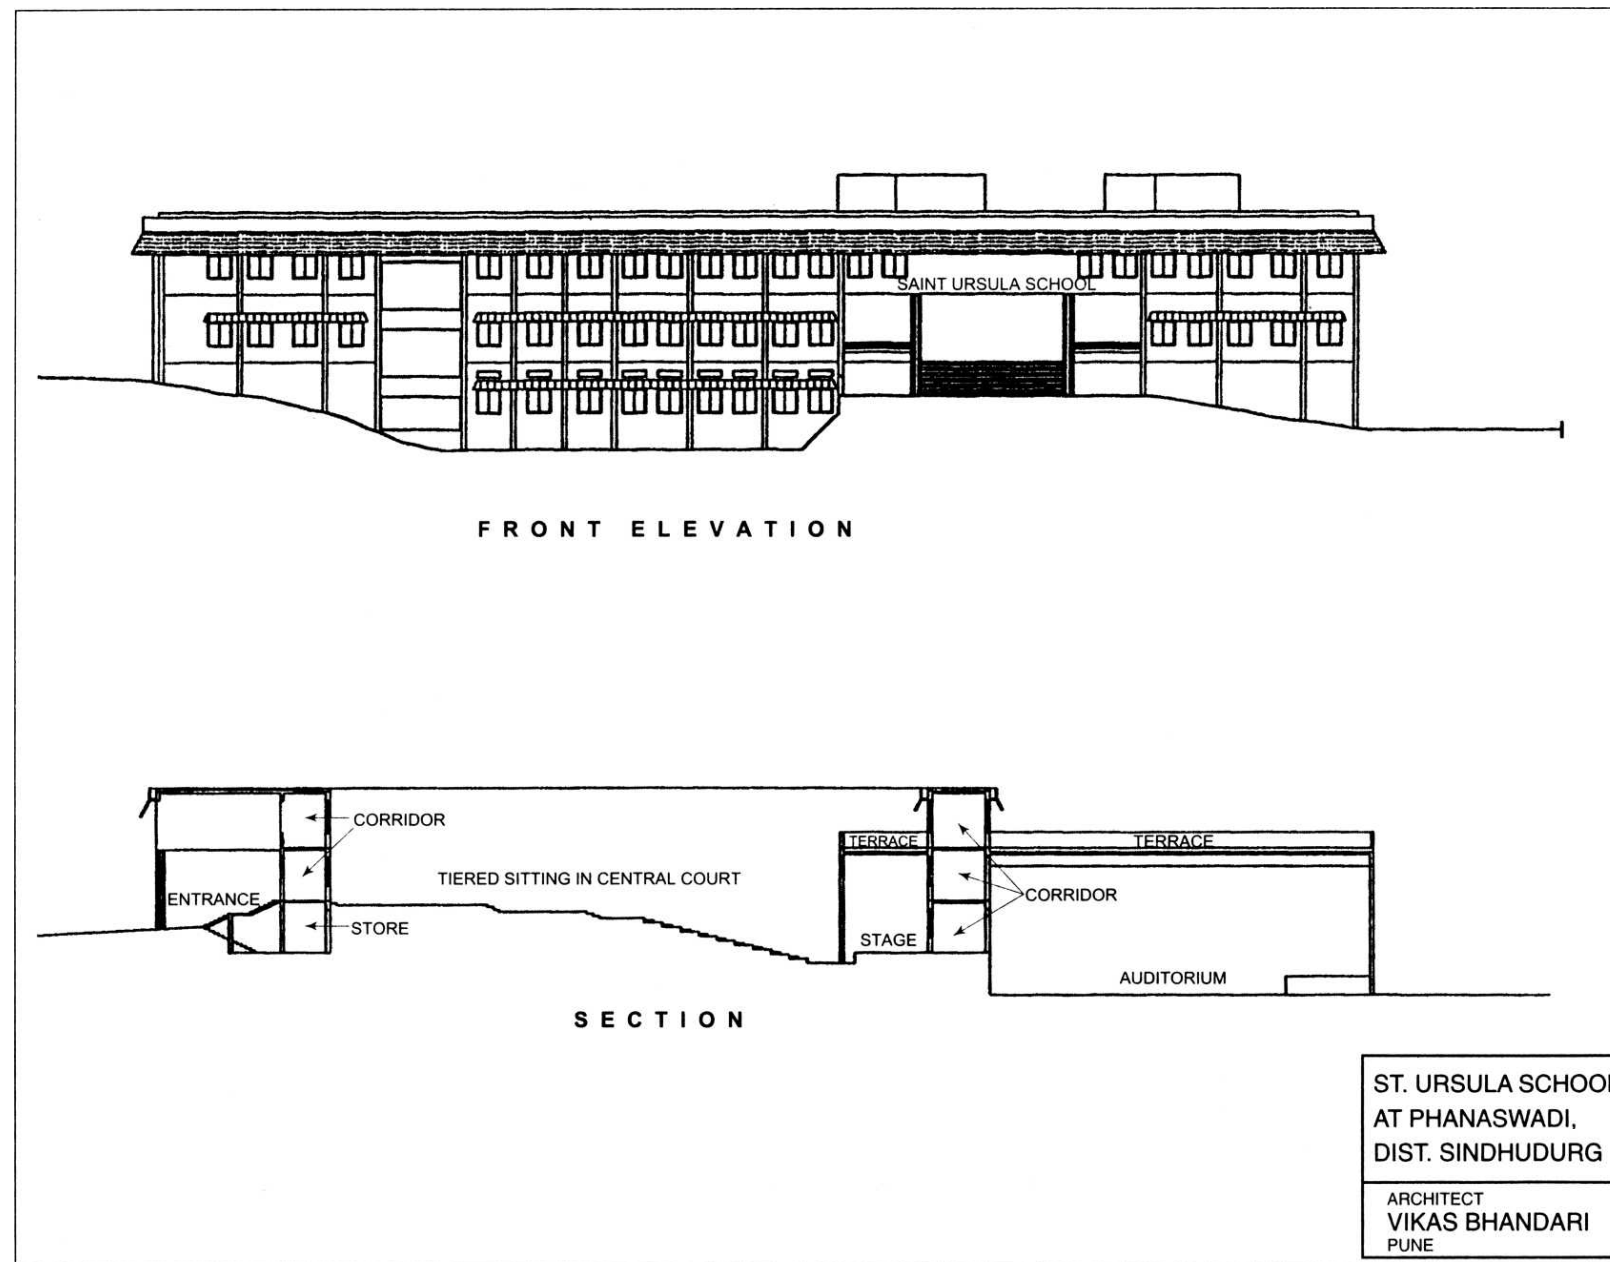 SAINT URSULA SCHOOL
FRONT ELEVATION
CORRIDOR
TERRACE
TERRACE
TIERED SITTING IN CENTRAL COURT
ENTRANCE
CORRIDOR
STORE
STAGE
AUDITORIUM
SECTION
ST. URSULA SCHOOL
AT PHANASWADI,
DIST. SINDHUDURG
ARCHITECT
VIKAS BHANDARI
PUNE